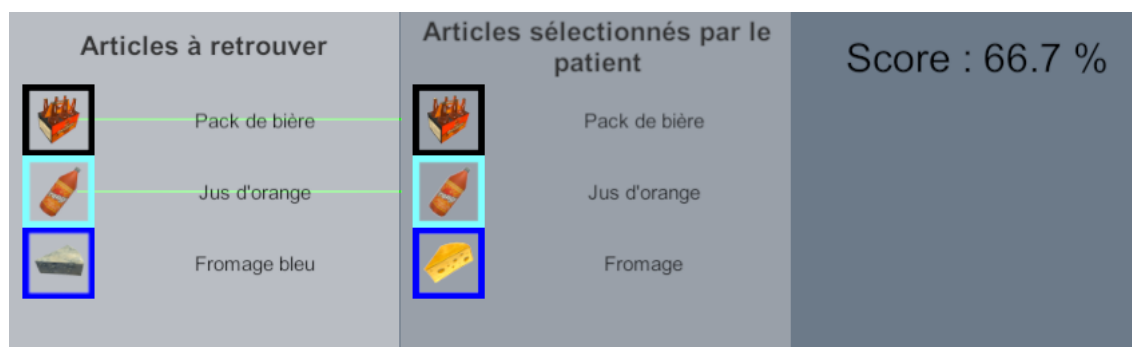 Articles à retrouver
Pack de bière
Jus d'orange
Fromage bleu
Articles sélectionnés par le
patient
Pack de bière
Jus d'orange
Fromage
Score : 66.7 %